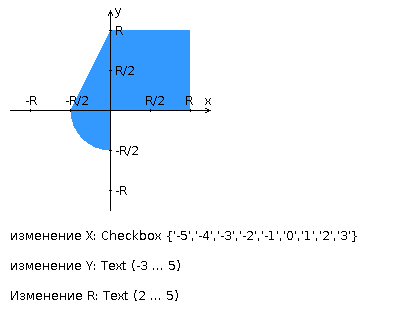 y
R
R/2
-R
-R/2
R/2
R
x
-R/2
-R
изменение X: Checkbox {'-5','-4','-3','-2','-1','0','1','2','3'}
изменение Y: Text (-3 ... 5)
Изменение R: Text (2 ... 5)